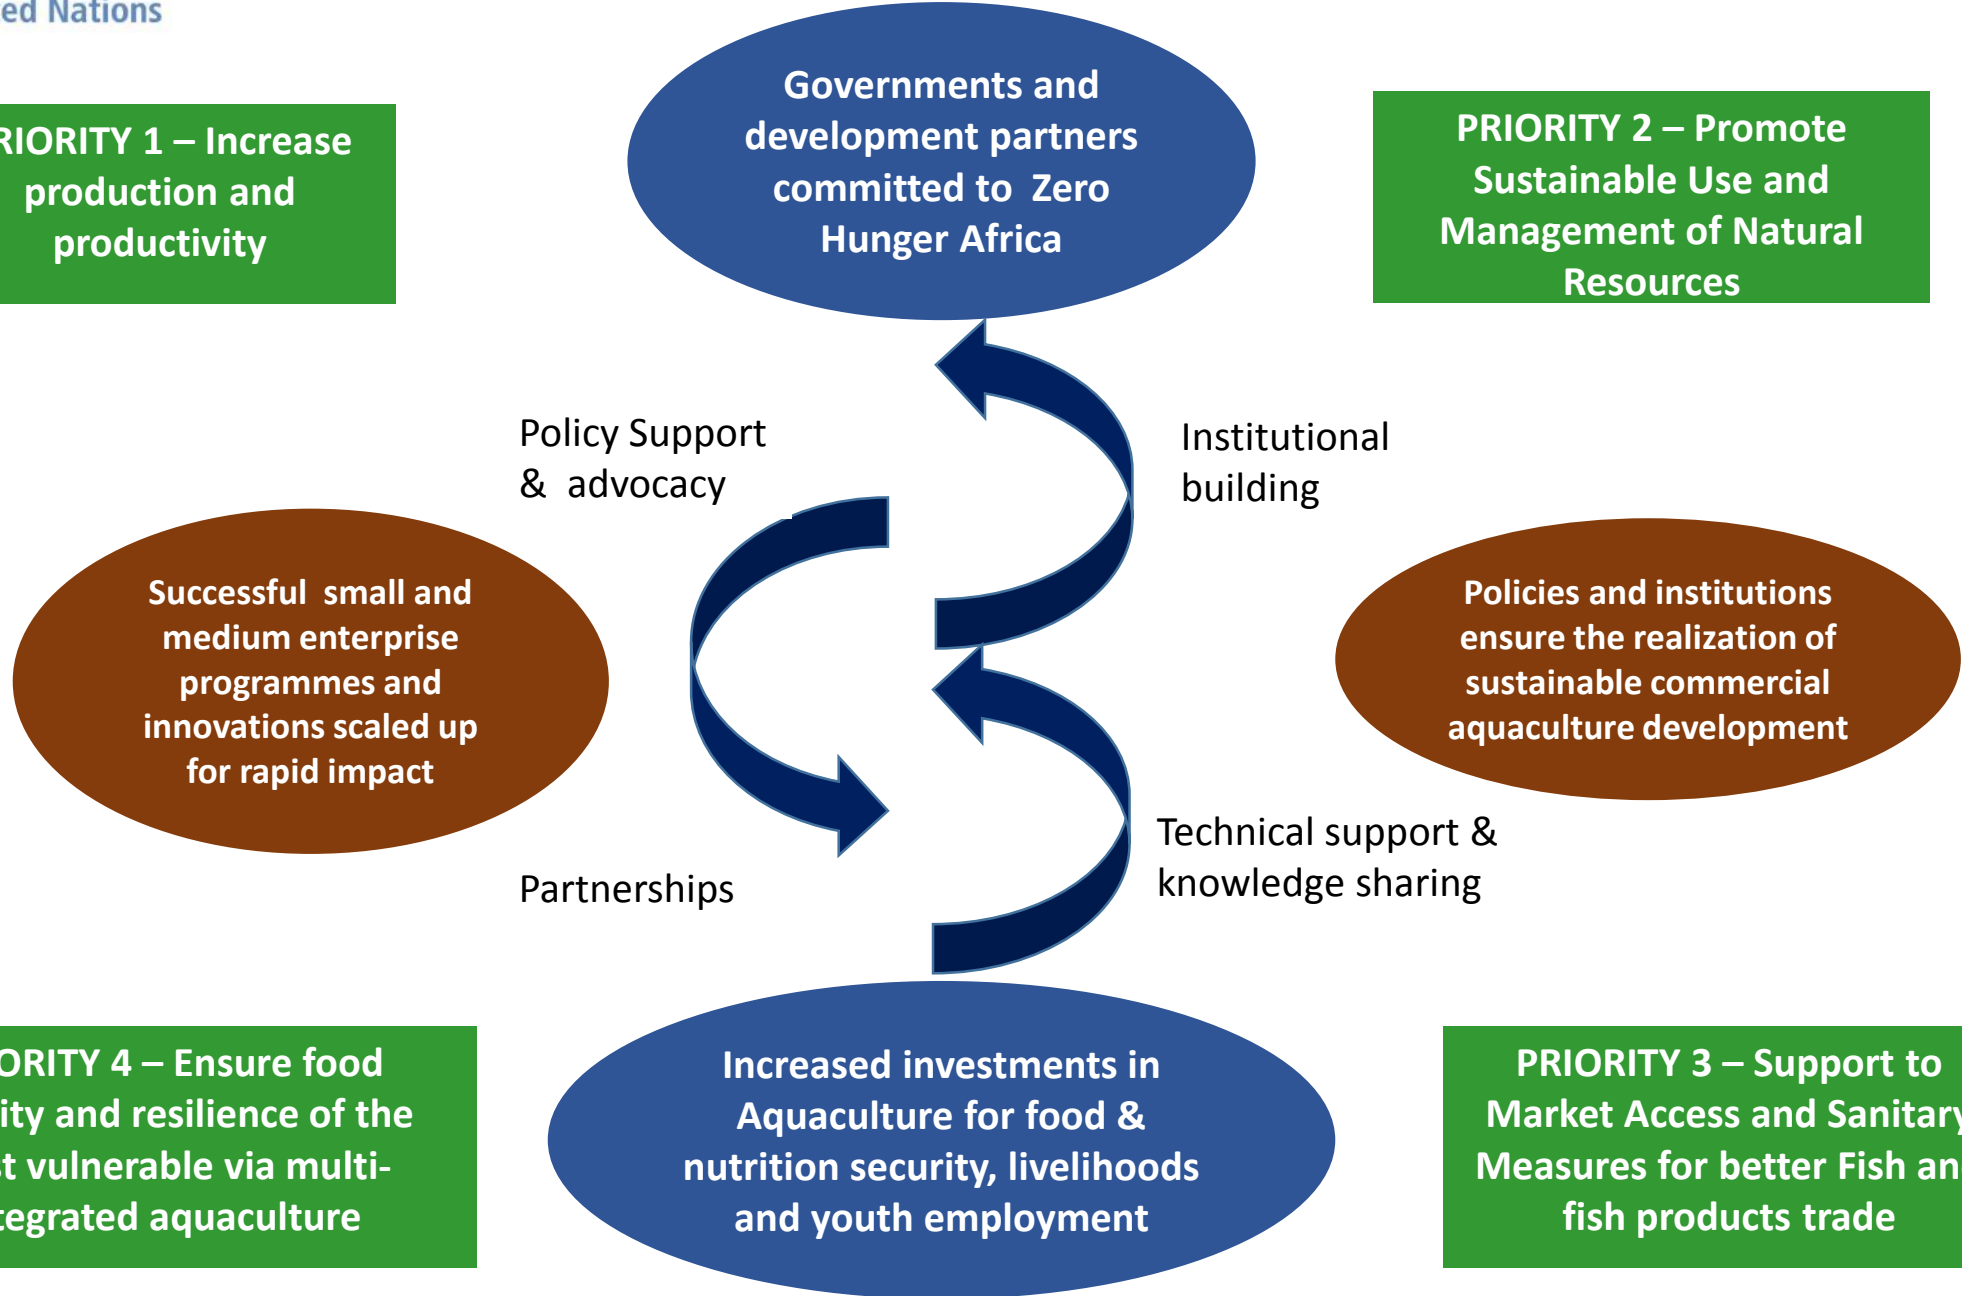 ed Nations
Governments and
development partners
committed to Zero
Hunger Africa
RIORITY 1 – Increase
production and
productivity
PRIORITY 2 – Promote
Sustainable Use and
Management of Natural
Resources
Policy Support
& advocacy
Institutional
building
Successful small and
medium enterprise
programmes and
innovations scaled up
for rapid impact
Policies and institutions
ensure the realization of
sustainable commercial
aquaculture development
Partnerships
Technical support &
knowledge sharing
ORITY 4 – Ensure food
ity and resilience of the
st vulnerable via multi-
tegrated aquaculture
Increased investments in
Aquaculture for food &
nutrition security, livelihoods
and youth employment
PRIORITY 3 – Support to
Market Access and Sanitary
Measures for better Fish an
fish products trade